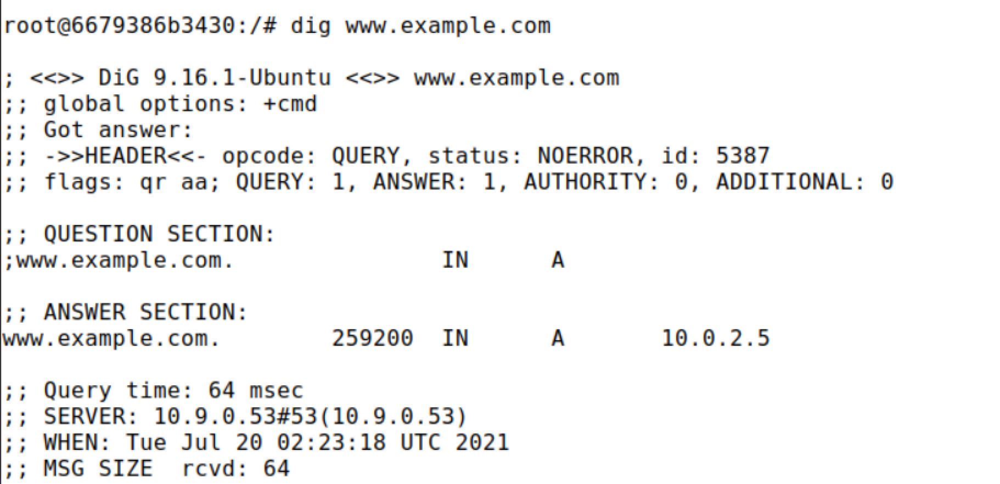 root@6679386b3430:/# dig www.example.com
; <<>> DiG 9.16.1-Ubuntu <<>> www.example.com
;; global options: +cmd
;; Got answer:
;; ->>HEADER<<- opcode: QUERY, status: NOERROR, id: 5387
;; flags: qr aa; QUERY: 1, ANSWER: 1, AUTHORITY: 0, ADDITIONAL: 0
;; QUESTION SECTION:
;www.example.com. IN A
;; ANSWER SECTION:
www.example.com. 259200 IN A 10.0.2.5
;; Query time: 64 msec
;; SERVER: 10.9.0.53#53(10.9.0.53)
;; WHEN: Tue Jul 20 02:23:18 UTC 2021
;; MSG SIZE  rcvd: 64